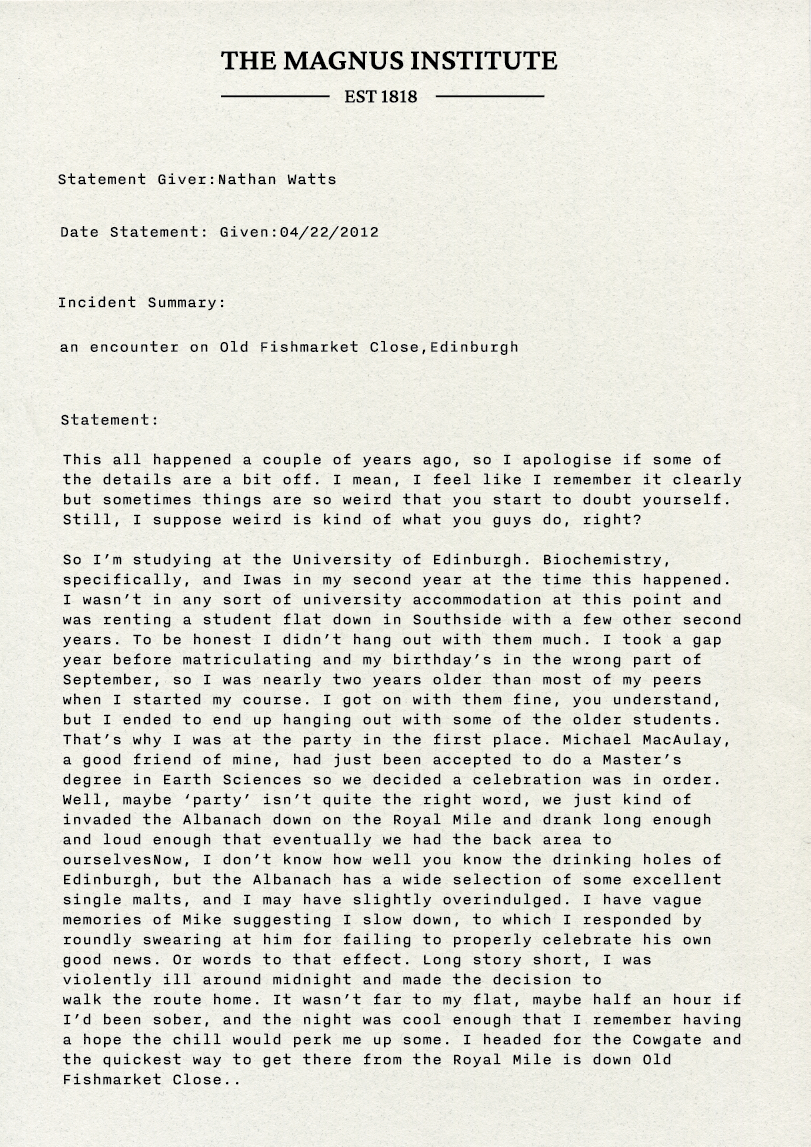 THE MAGNUS INSTITUTE
EST 1818
Statement Giver:Nathan Watts
Date Statement: Given:04/22/2012
Incident Summary:
an encounter on Old Fishmarket Close,Edinburgh
Statement:
This all happened a couple of years ago, so I apologise if some of
the details are a bit off. I mean, I feel like I remember it clearly
but sometimes things are so weird that you start to doubt yourself.
Still, I suppose weird is kind of what you guys do, right?
So I’m studying at the University of Edinburgh. Biochemistry,
specifically, and Iwas in my second year at the time this happened.
I wasn’t in any sort of university accommodation at this point and
was renting a student flat down in Southside with a few other second
years. To be honest I didn’t hang out with them much. I took a gap
year before matriculating and my birthday’s in the wrong part of
September, so I was nearly two years older than most of my peers
when I started my course. I got on with them fine, you understand,
but I ended to end up hanging out with some of the older students.
That’s why I was at the party in the first place. Michael MacAulay,
a good friend of mine, had just been accepted to do a Master’s
degree in Earth Sciences so we decided a celebration was in order.
Well, maybe ‘party’ isn’t quite the right word, we just kind of
invaded the Albanach down on the Royal Mile and drank long enough
and loud enough that eventually we had the back area to
ourselvesNow, I don’t know how well you know the drinking holes of
Edinburgh, but the Albanach has a wide selection of some excellent
single malts, and I may have slightly overindulged. I have vague
memories of Mike suggesting I slow down, to which I responded by
roundly swearing at him for failing to properly celebrate his own
good news. Or words to that effect. Long story short, I was
violently ill around midnight and made the decision to
walk the route home. It wasn’t far to my flat, maybe half an hour if
I’d been sober, and the night was cool enough that I remember having
a hope the chill would perk me up some. I headed for the Cowgate and
the quickest way to get there from the Royal Mile is down Old
Fishmarket Close..